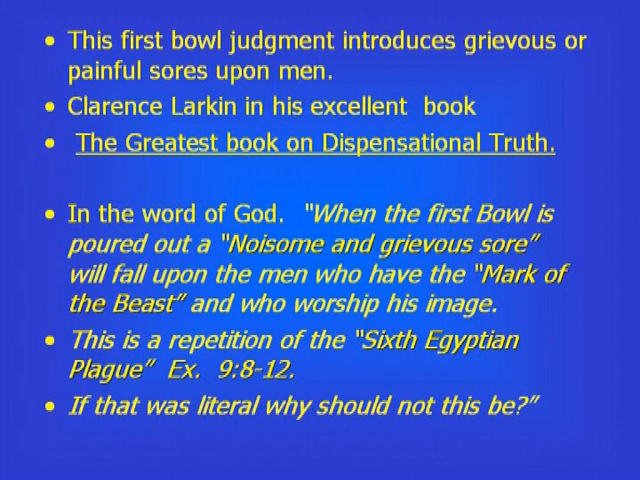 • This first bowl judgment introduces grievous or
painful sores upon men.
• Clarence Larkin in his excellent  book
•  The Greatest book on Dispensational Truth.
• In the word of God.  "When the first Bowl is
poured out a "Noisome and grievous sore”
will fall upon the men who have the "Mark of
the Beast” and who worship his image.
• This is a repetition of the "Sixth Egyptian
Plague”  Ex.  9:8-12.
• If that was literal why should not this be?”